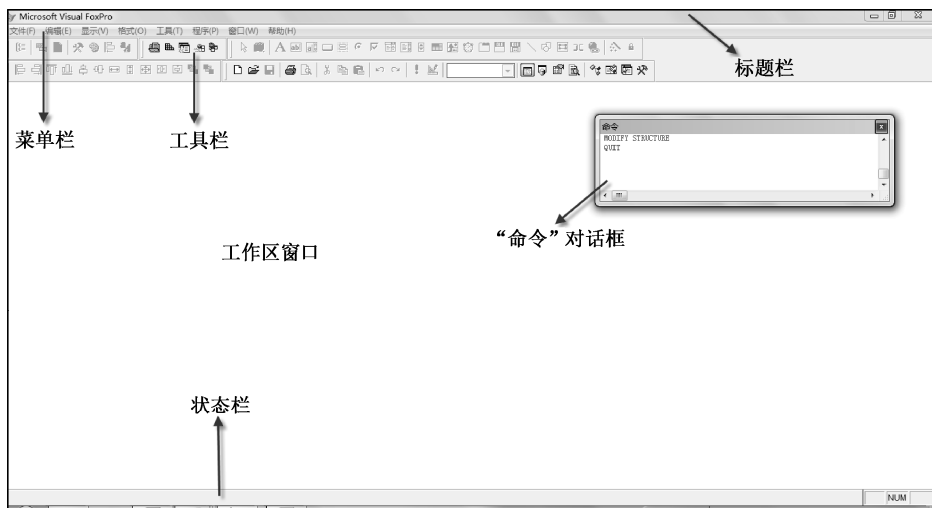 Microsoft Visual FoxPro
文件(F) 编辑(E) 显示(V) 格式(O) 工具(T) 程序(P) 窗口(W) 帮助(H)
标题栏
菜单栏
工具栏
命令
MODIFY STRUCTURE
QUIT
“命令”对话框
工作区窗口
状态栏
NUM